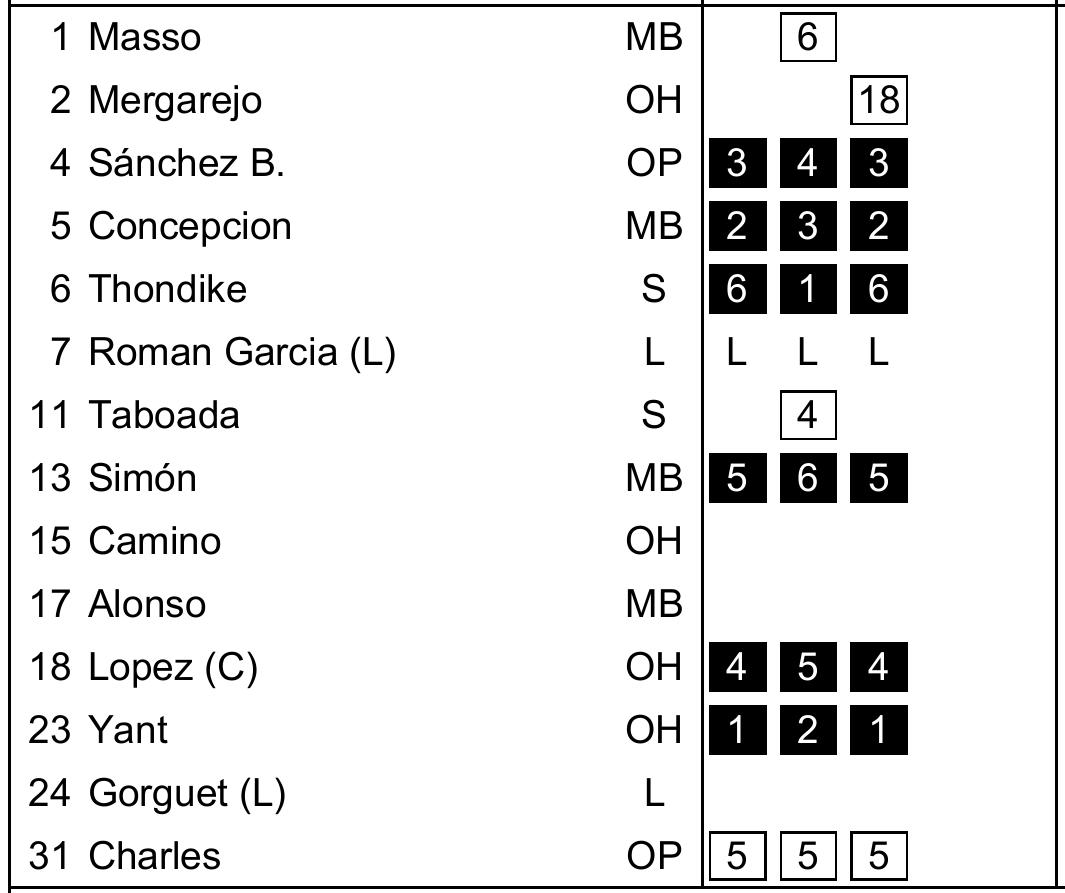 1 Masso MB 6
2 Mergarejo OH 18
4 Sánchez B. OP 3 4 3
5 Concepcion MB 2 3 2
6 Thondike S 6 1 6
7 Roman Garcia (L) L L L L
11 Taboada S 4
13 Simón MB 5 6 5
15 Camino OH
17 Alonso MB
18 Lopez (C) OH 4 5 4
23 Yant OH 1 2 1
24 Gorguet (L) L
31 Charles OP 5 5 5